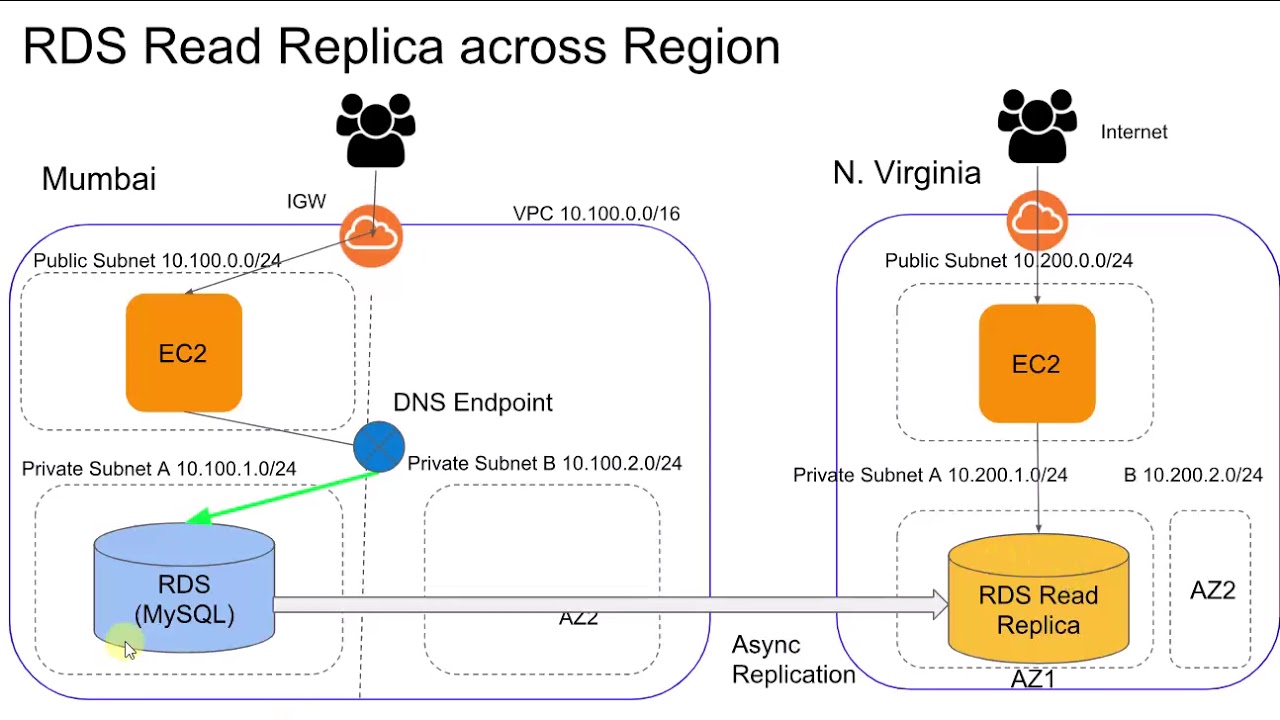 RDS Read Replica across Region
Internet
Mumbai
N. Virginia
IGW
VPC 10.100.0.0/16
Public Subnet 10.100.0.0/24
Public Subnet 10.200.0.0/24
EC2
EC2
DNS Endpoint
Private Subnet A 10.100.1.0/24
Private Subnet B 10.100.2.0/24
Private Subnet A 10.200.1.0/24
B 10.200.2.0/24
RDS
(MySQL)
AZ2
Async
Replication
RDS Read
Replica
AZ2
AZ1